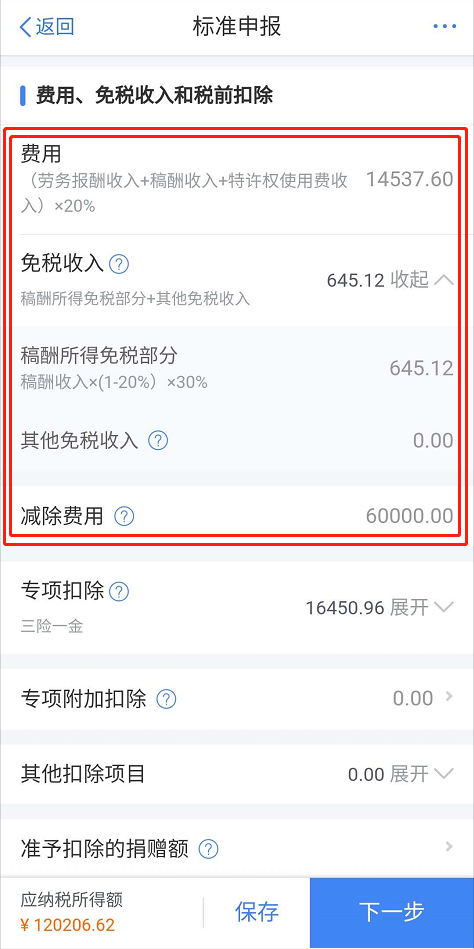 返回
标准申报
费用、免税收入和税前扣除
费用
（劳务报酬收入+稿酬收入+特许权使用费收
入）×20%
14537.60
免税收入
645.12 收起
稿酬所得免税部分+其他免税收入
稿酬所得免税部分
稿酬收入×(1-20%）×30%
645.12
其他免税收入
0.00
减除费用
60000.00
专项扣除
三险一金
16450.96 展开
专项附加扣除
0.00
其他扣除项目
0.00 展开
准予扣除的捐赠额
应纳税所得额
¥ 120206.62
保存
下一步